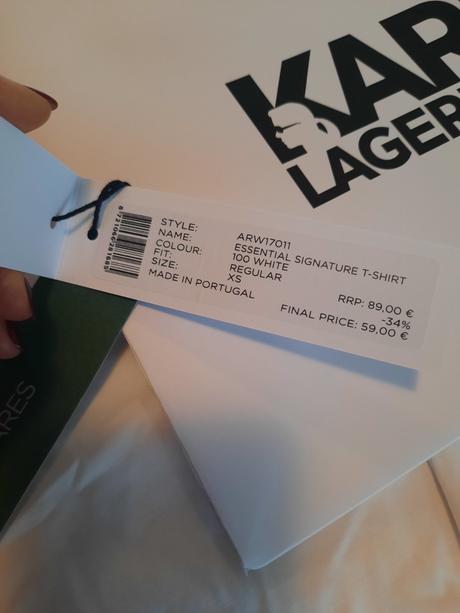 KAR
LAGER
STYLE: ARW17011
NAME: ESSENTIAL SIGNATURE T-SHIRT
COLOUR: 100 WHITE
FIT: REGULAR
SIZE: XS
MADE IN PORTUGAL
RRP: 89,00 €
-34%
FINAL PRICE: 59,00 €
ARES